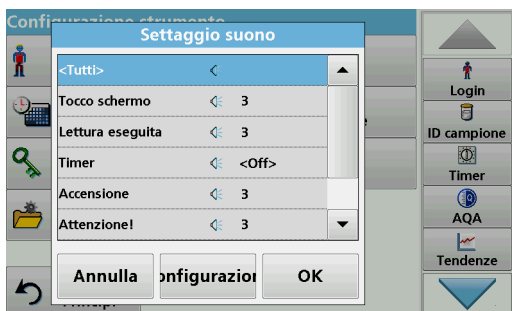 Configurazione strumento
Settaggio suono
<Tutti>
Tocco schermo 3
Lettura eseguita 3
Timer <Off>
Accensione 3
Attenzione! 3
Annulla
onfigurazion
OK
Login
ID campione
Timer
AQA
Tendenze